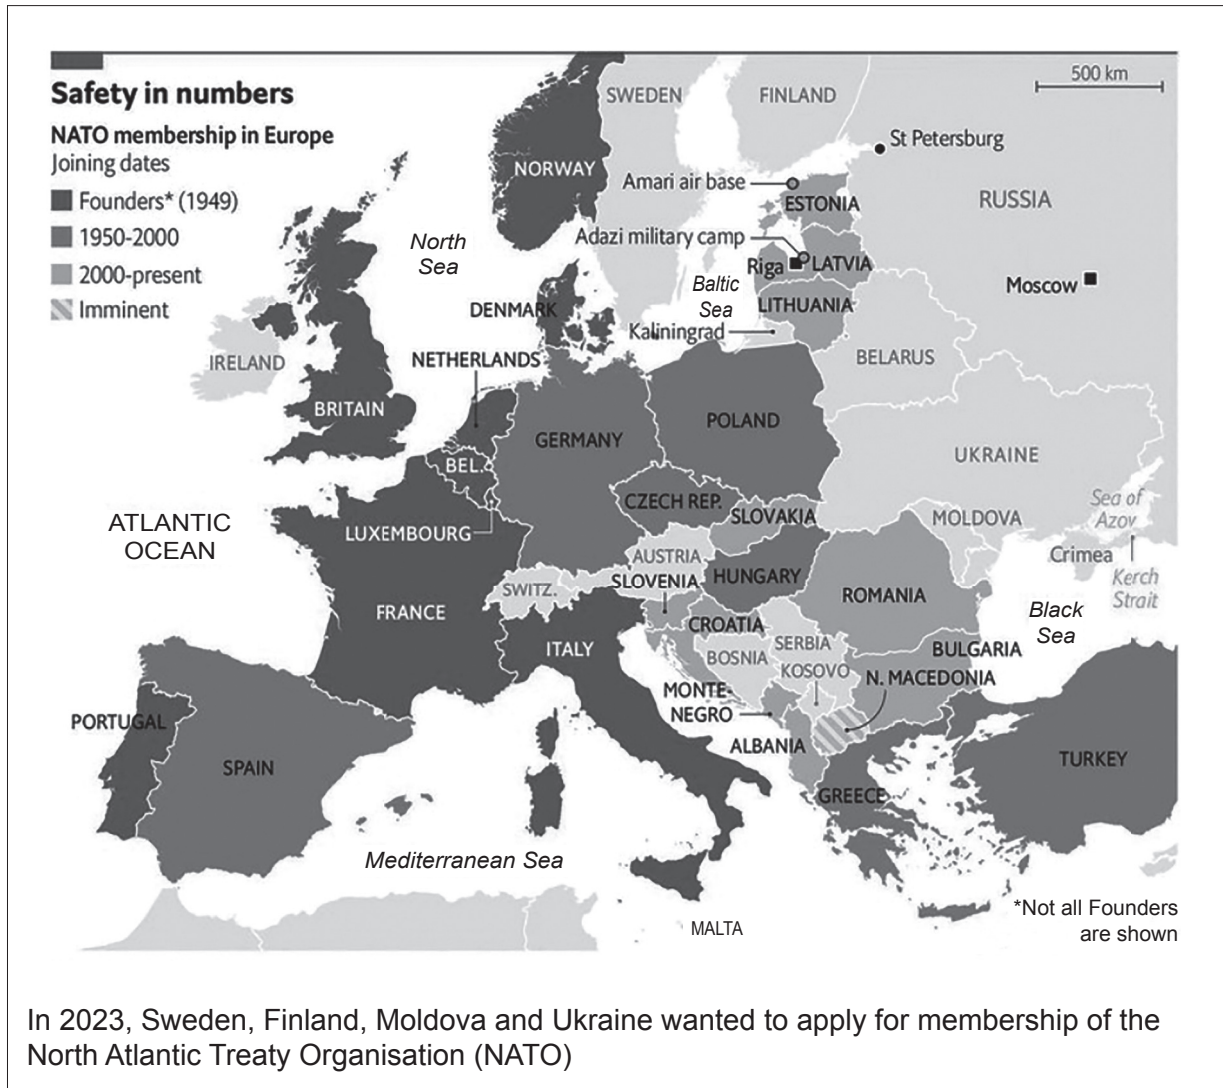 Safety in numbers
NATO membership in Europe
Joining dates
Founders* (1949)
1950-2000
2000-present
Imminent
500 km
SWEDEN
FINLAND
St Petersburg
NORWAY
Amari air base
ESTONIA
RUSSIA
North
Sea
Adazi military camp
Riga
LATVIA
Moscow
Baltic
Sea
DENMARK
LITHUANIA
Kaliningrad
IRELAND
NETHERLANDS
BELARUS
BRITAIN
POLAND
GERMANY
UKRAINE
BEL.
CZECH REP.
Sea of
Azov
ATLANTIC
OCEAN
LUXEMBOURG
SLOVAKIA
MOLDOVA
AUSTRIA
Crimea
SWITZ.
SLOVENIA
HUNGARY
Kerch
Strait
ROMANIA
FRANCE
Black
Sea
CROATIA
ITALY
SERBIA
BULGARIA
BOSNIA
KOSOVO
N. MACEDONIA
MONTE-
NEGRO
PORTUGAL
ALBANIA
SPAIN
TURKEY
GREECE
Mediterranean Sea
*Not all Founders
are shown
MALTA
In 2023, Sweden, Finland, Moldova and Ukraine wanted to apply for membership of the
North Atlantic Treaty Organisation (NATO)